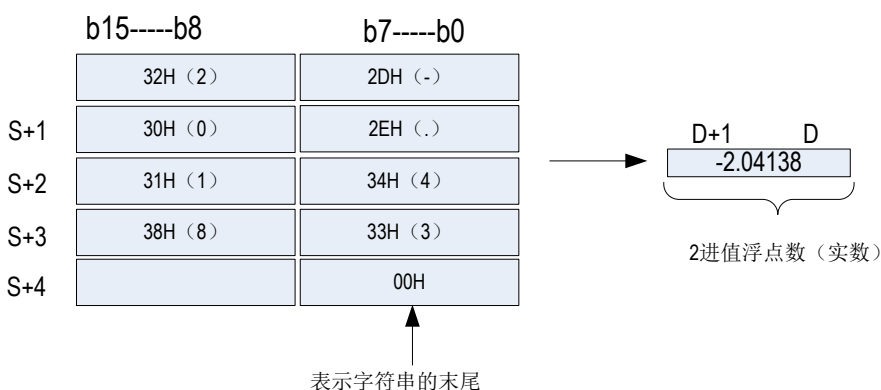 b15-----b8 b7-----b0
32H（2） 2DH（-）
S+1 30H（0） 2EH（.）
S+2 31H（1） 34H（4）
S+3 38H（8） 33H（3）
S+4 00H
D+1 D
-2.04138
2进值浮点数（实数）
表示字符串的末尾